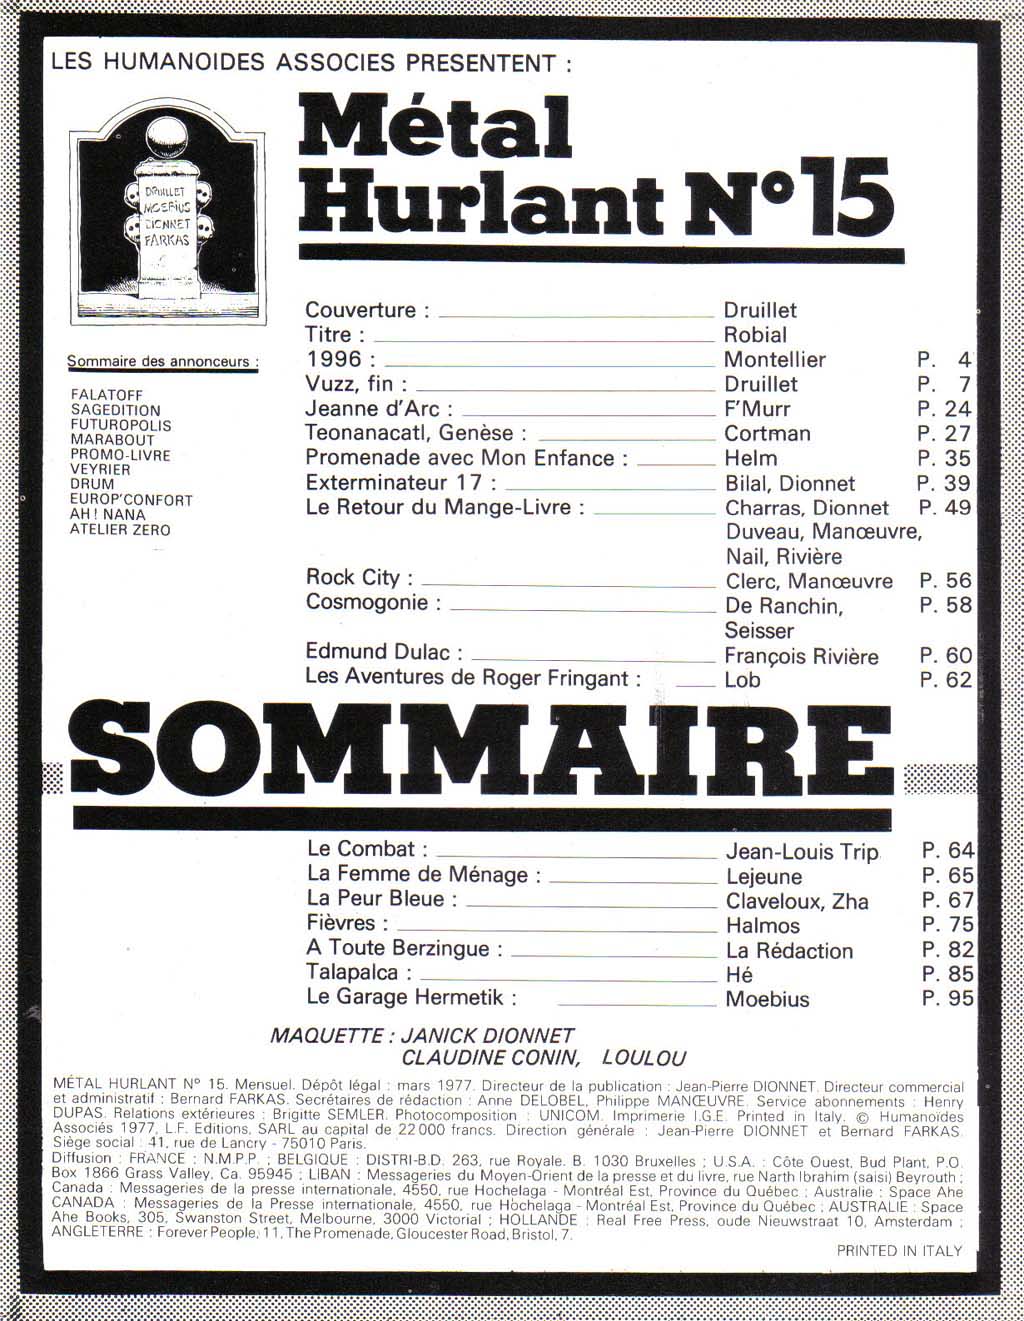 LES HUMANOIDES ASSOCIES PRESENTENT :
Métal
Hurlant N° 15
DRUILLET
MOEBIUS
DIONNET
FARKAS
Sommaire des annonceurs :
FALATOFF
SAGEDITION
FUTUROPOLIS
MARABOUT
PROMO-LIVRE
VEYRIER
DRUM
EUROP'CONFORT
AH ! NANA
ATELIER ZERO
Couverture : Druillet
Titre : Robial
1996 : Montellier P. 4
Vuzz, fin : Druillet P. 7
Jeanne d'Arc : F'Murr P. 24
Teonanacatl, Genèse : Cortman P. 27
Promenade avec Mon Enfance : Helm P. 35
Exterminateur 17 : Bilal, Dionnet P. 39
Le Retour du Mange-Livre : Charras, Dionnet P. 49
Duveau, Manœuvre,
Nail, Rivière
Rock City : Clerc, Manœuvre P. 56
Cosmogonie : De Ranchin, P. 58
Seisser
Edmund Dulac : François Rivière P. 60
Les Aventures de Roger Fringant : Lob P. 62
SOMMAIRE
Le Combat : Jean-Louis Trip P. 64
La Femme de Ménage : Lejeune P. 65
La Peur Bleue : Claveloux, Zha P. 67
Fièvres : Halmos P. 75
A Toute Berzingue : La Rédaction P. 82
Talapalca : Hé P. 85
Le Garage Hermetik : Moebius P. 95
MAQUETTE : JANICK DIONNET
CLAUDINE CONIN, LOULOU
MÉTAL HURLANT N° 15. Mensuel. Dépôt légal : mars 1977. Directeur de la publication : Jean-Pierre DIONNET. Directeur commercial
et administratif : Bernard FARKAS. Secrétaires de rédaction : Anne DELOBEL, Philippe MANŒUVRE. Service abonnements : Henry
DUPAS. Relations extérieures : Brigitte SEMLER. Photocomposition : UNICOM. Imprimerie I.G.E. Printed in Italy. © Humanoïdes
Associés 1977, L.F. Editions, SARL au capital de 22 000 francs. Direction générale : Jean-Pierre DIONNET et Bernard FARKAS.
Siège social : 41, rue de Lancry - 75010 Paris.
Diffusion : FRANCE : N.M.P.P. ; BELGIQUE : DISTRI-B.D. 263, rue Royale. B. 1030 Bruxelles ; U.S.A. : Côte Ouest, Bud Plant, P.O.
Box 1866 Grass Valley, Ca. 95945 ; LIBAN : Messageries du Moyen-Orient de la presse et du livre, rue Narth Ibrahim (saisi) Beyrouth ;
Canada : Messageries de la presse internationale, 4550, rue Hochelaga - Montréal Est, Province du Québec ; Australie : Space Ahe
CANADA : Messageries de la Presse internationale, 4550, rue Hochelaga - Montréal Est, Province du Québec ; AUSTRALIE : Space
Ahe Books, 305, Swanston Street, Melbourne, 3000 Victorial ; HOLLANDE : Real Free Press, oude Nieuwstraat 10, Amsterdam ;
ANGLETERRE : Forever People, 11, The Promenade, Gloucester Road, Bristol, 7.
PRINTED IN ITALY